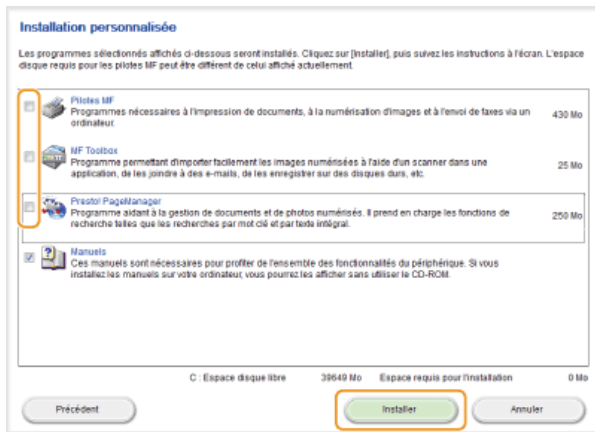 Installation personnalisée
Les programmes sélectionnés affichés ci-dessous seront installés. Cliquez sur [Installer], puis suivez les instructions à l'écran. L'espace
disque requis pour les pilotes MF peut être différent de celui affiché actuellement.
Pilotes MF
Programmes nécessaires à l'impression de documents, à la numérisation d'images et à l'envoi de faxes via un
ordinateur.
430 Mo
MF Toolbox
Programme permettant d'importer facilement les images numérisées à l'aide d'un scanner dans une
application, de les joindre à des e-mails, de les enregistrer sur des disques durs, etc.
25 Mo
Presto! PageManager
Programme aidant à la gestion de documents et de photos numérisés. Il prend en charge les fonctions de
recherche telles que les recherches par mot clé et par texte intégral.
250 Mo
Manuels
Ces manuels sont nécessaires pour profiter de l'ensemble des fonctionnalités du périphérique. Si vous
installez les manuels sur votre ordinateur, vous pourrez les afficher sans utiliser le CD-ROM.
C : Espace disque libre 39649 Mo Espace requis pour l'installation 0 Mo
Précédent Installer Annuler